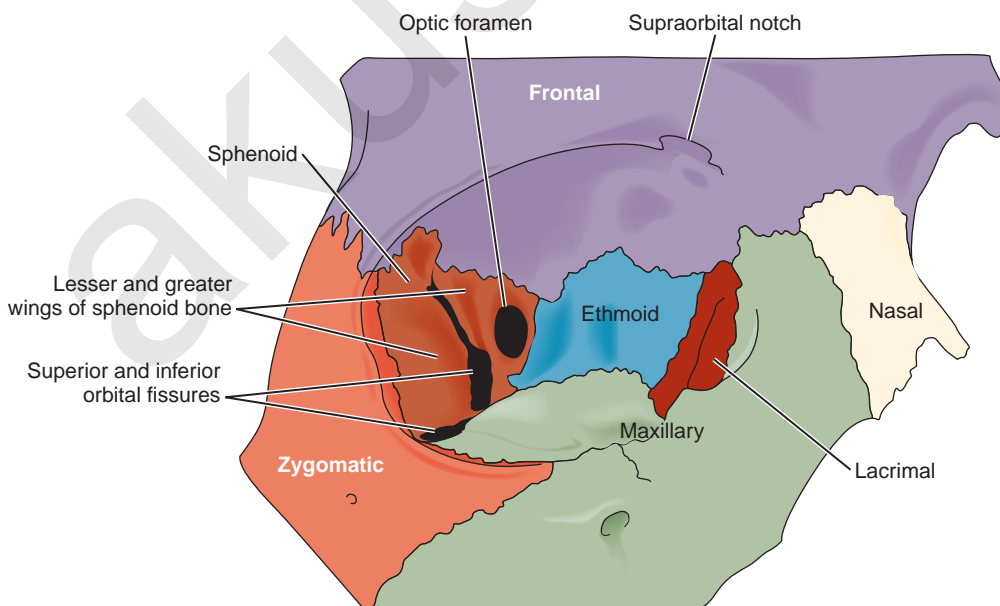 Optic foramen
Supraorbital notch
Frontal
Sphenoid
Lesser and greater
wings of sphenoid bone
Ethmoid
Nasal
Superior and inferior
orbital fissures
Maxillary
Zygomatic
Lacrimal